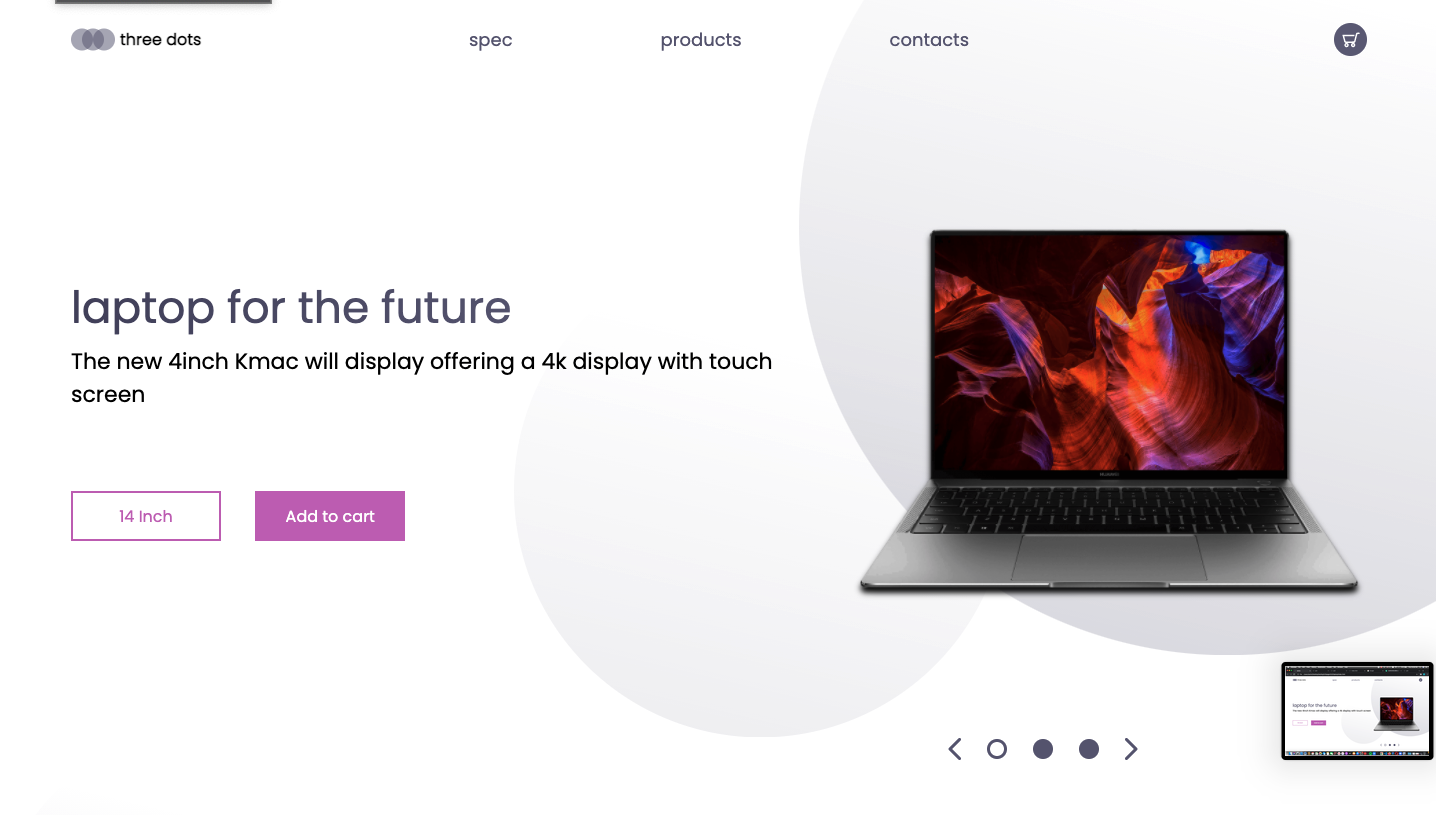 three dots
spec
products
contacts
laptop for the future
The new 4inch Kmac will display offering a 4k display with touch
screen
14 Inch
Add to cart